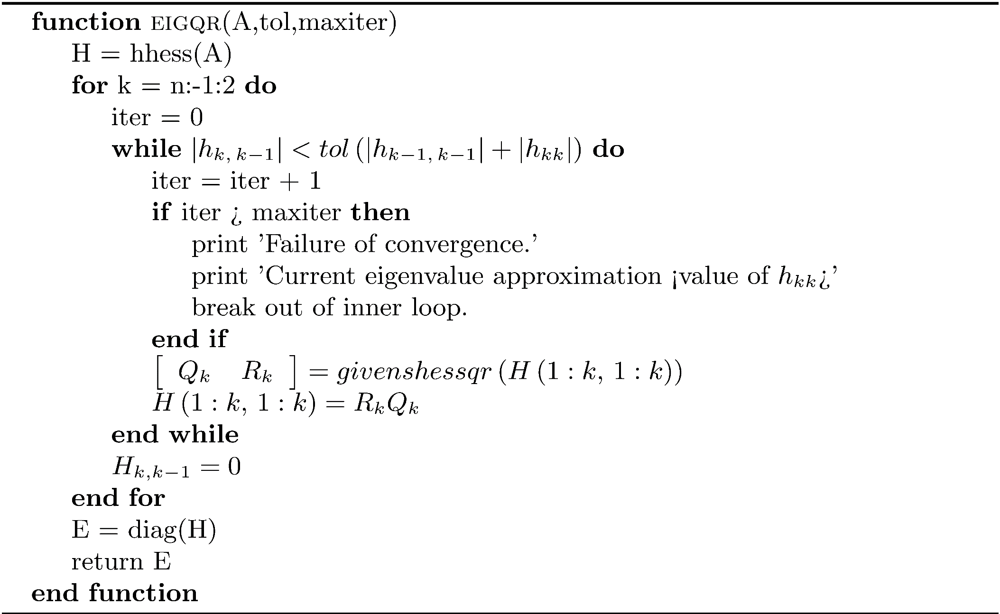 function EIGQR(A,tol,maxiter)
H = hhess(A)
for k = n:-1:2 do
iter = 0
while |h_{k, k−1}| < tol (|h_{k−1, k−1}| + |h_{kk}|) do
iter = iter + 1
if iter ¿ maxiter then
print ’Failure of convergence.’
print ’Current eigenvalue approximation ¡value of h_{kk}¿’
break out of inner loop.
end if
[ Q_k R_k ] = givenshessqr (H (1 : k, 1 : k))
H (1 : k, 1 : k) = R_kQ_k
end while
H_{k,k−1} = 0
end for
E = diag(H)
return E
end function